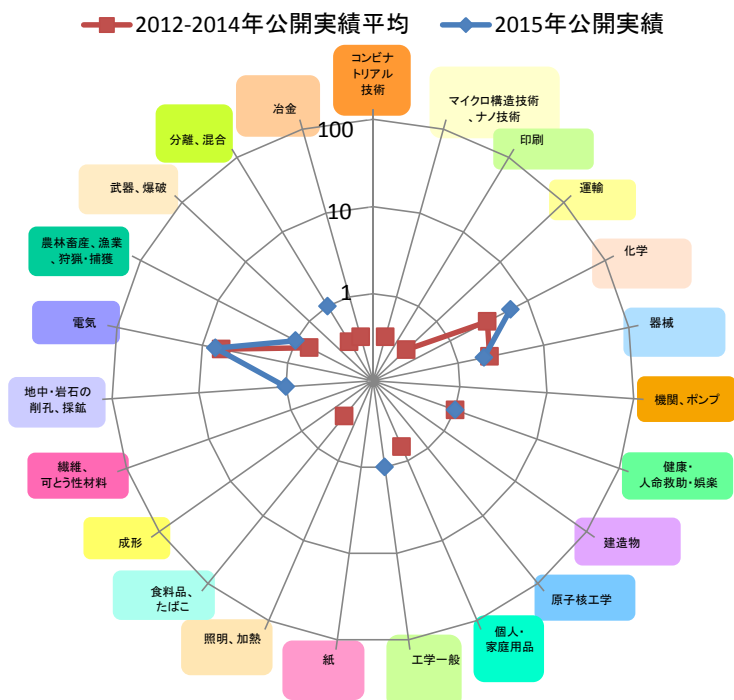 2012-2014年公開実績平均
2015年公開実績
コンビナ
トリアル
技術
マイクロ構造技術
、ナノ技術
印刷
運輸
化学
器械
機関、ポンプ
健康・
人命救助・娯楽
建造物
原子核工学
個人・
家庭用品
工学一般
紙
照明、加熱
食料品、
たばこ
成形
繊維、
可とう性材料
地中・岩石の
削孔、採鉱
電気
農林畜産、漁業
、狩猟・捕獲
武器、爆破
分離、混合
冶金
100
10
1